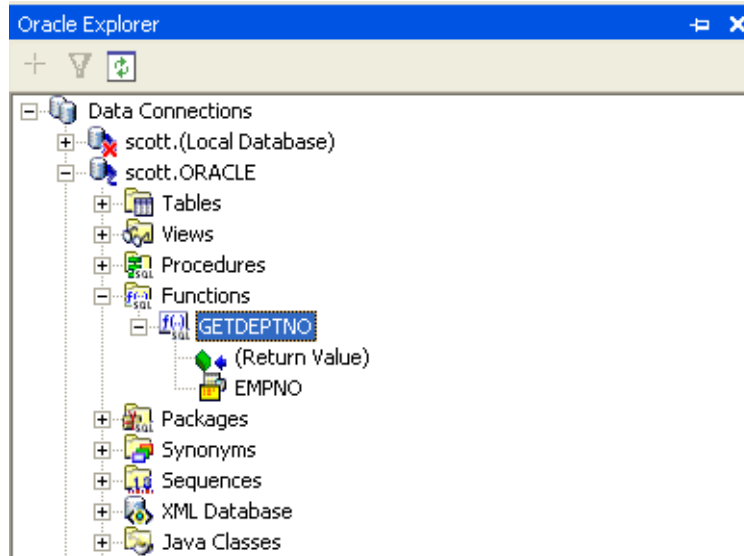 Oracle Explorer
Data Connections
scott.(Local Database)
scott.ORACLE
Tables
Views
Procedures
Functions
GETDEPTNO
(Return Value)
EMPNO
Packages
Synonyms
Sequences
XML Database
Java Classes